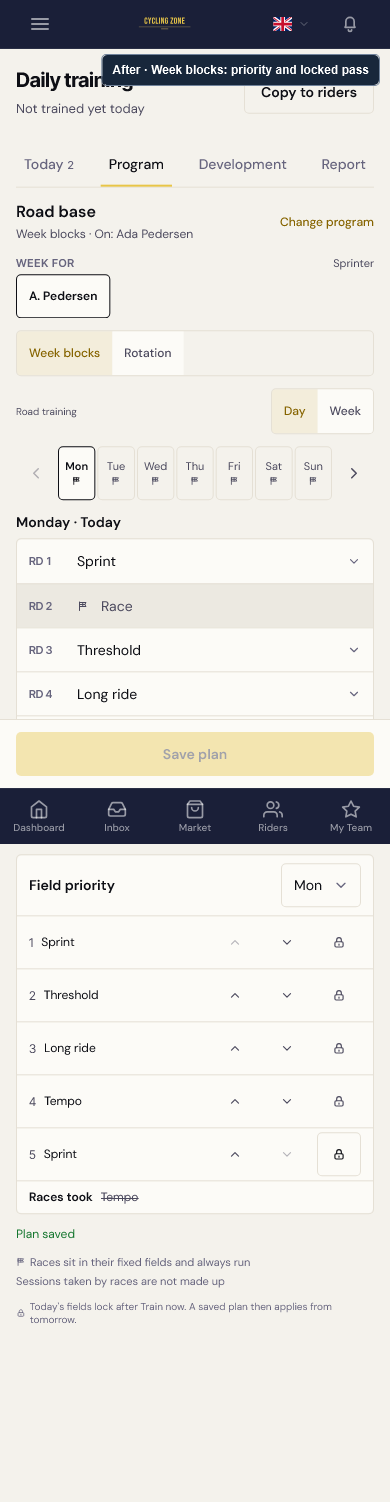 CYCLING ZONE
After · Week blocks: priority and locked pass
Daily training
Not trained yet today
Copy to riders
Today 2
Program
Development
Report
Road base
Week blocks · On: Ada Pedersen
Change program
WEEK FOR
Sprinter
A. Pedersen
Week blocks
Rotation
Road training
Day
Week
Mon
Tue
Wed
Thu
Fri
Sat
Sun
Monday · Today
RD 1 Sprint
RD 2 Race
RD 3 Threshold
RD 4 Long ride
Save plan
Dashboard
Inbox
Market
Riders
My Team
Field priority
Mon
1 Sprint
2 Threshold
3 Long ride
4 Tempo
5 Sprint
Races took Tempo
Plan saved
Races sit in their fixed fields and always run
Sessions taken by races are not made up
Today's fields lock after Train now. A saved plan then applies from
tomorrow.